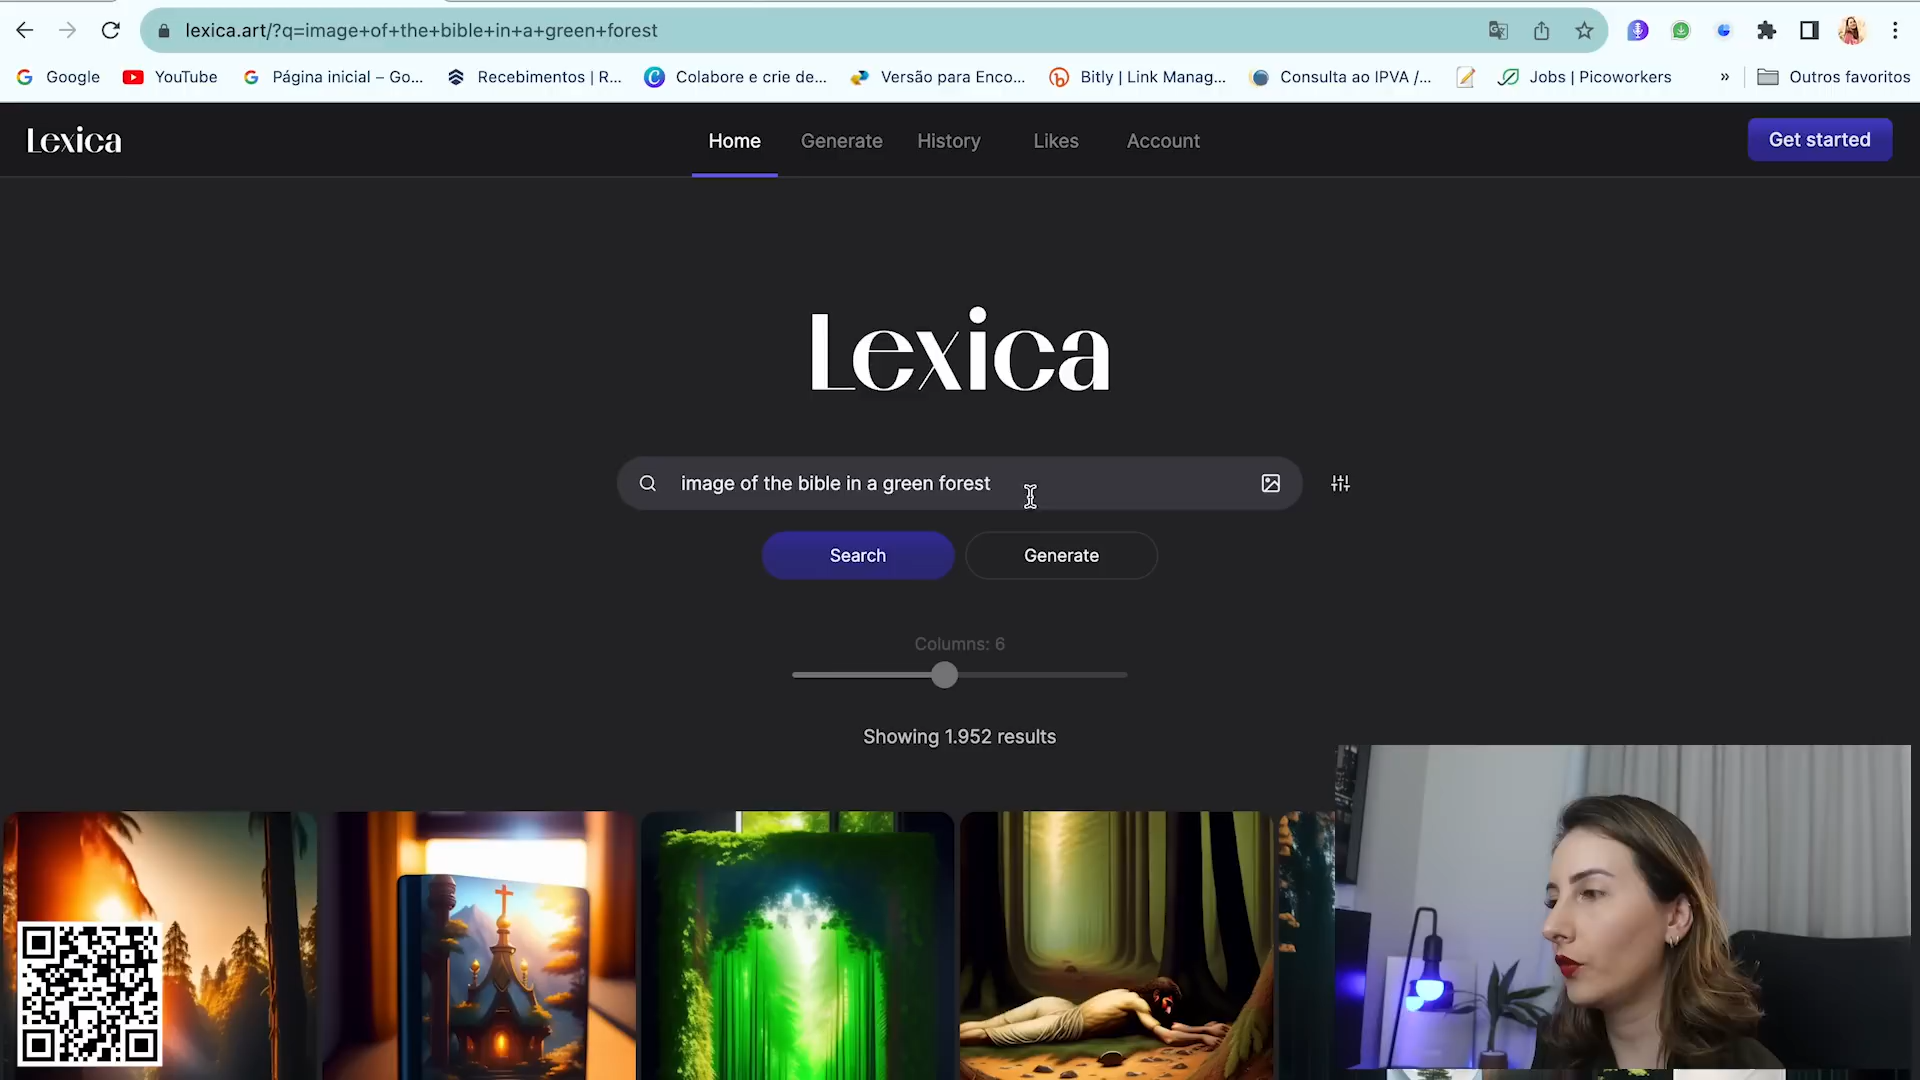 lexica.art/?q=image+of+the+bible+in+a+green+forest
Google YouTube Página inicial – Go... Recebimentos | R... Colabore e crie de... Versão para Enco... Bitly | Link Manag... Consulta ao IPVA /... Jobs | Picoworkers » Outros favoritos
Lexica Home Generate History Likes Account Get started
Lexica
image of the bible in a green forest
Search Generate
Columns: 6
Showing 1.952 results